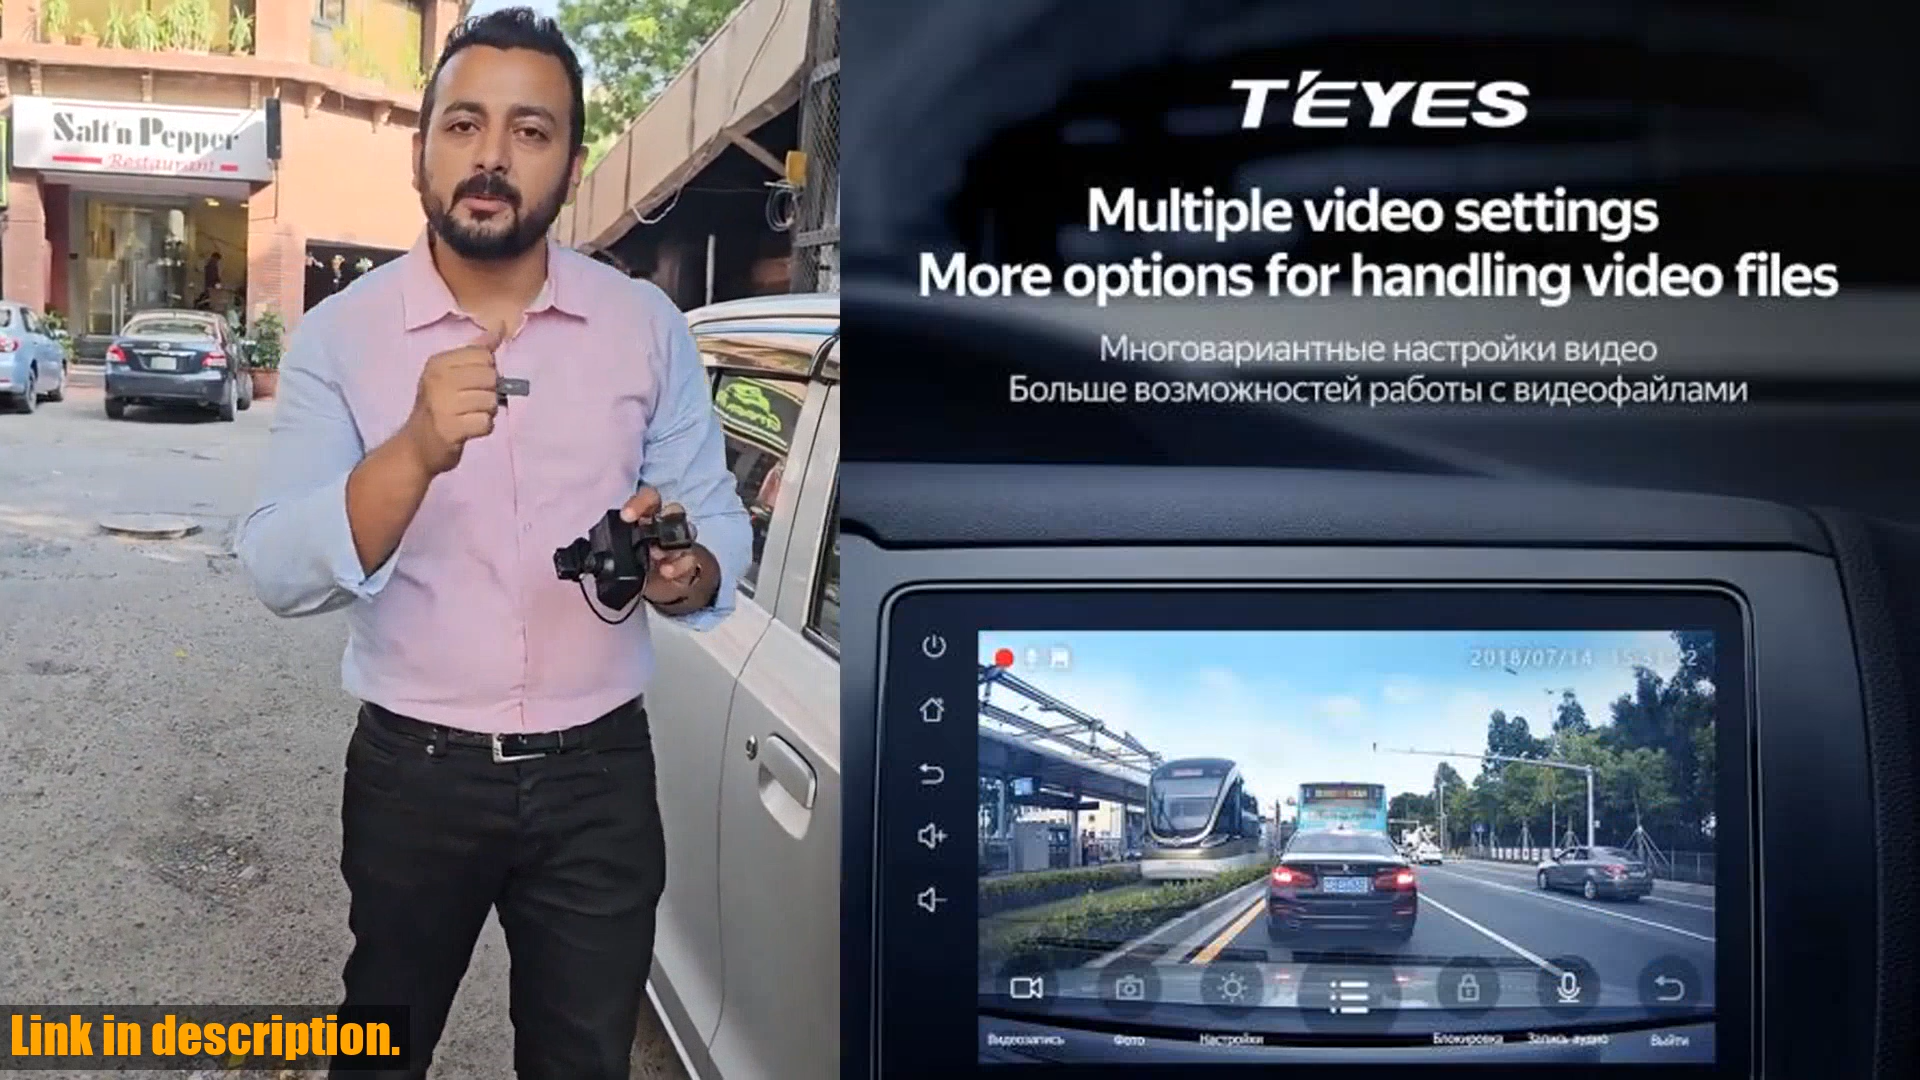 Salt'n Pepper
Restaurant
Link in description.
T'EYES
Multiple video settings
More options for handling video files
Многовариантные настройки видео
Больше возможностей работы с видеофайлами
2018/07/14
Видеозапись
Фото
Настройки
Блокировка
Запись аудио
Выйти